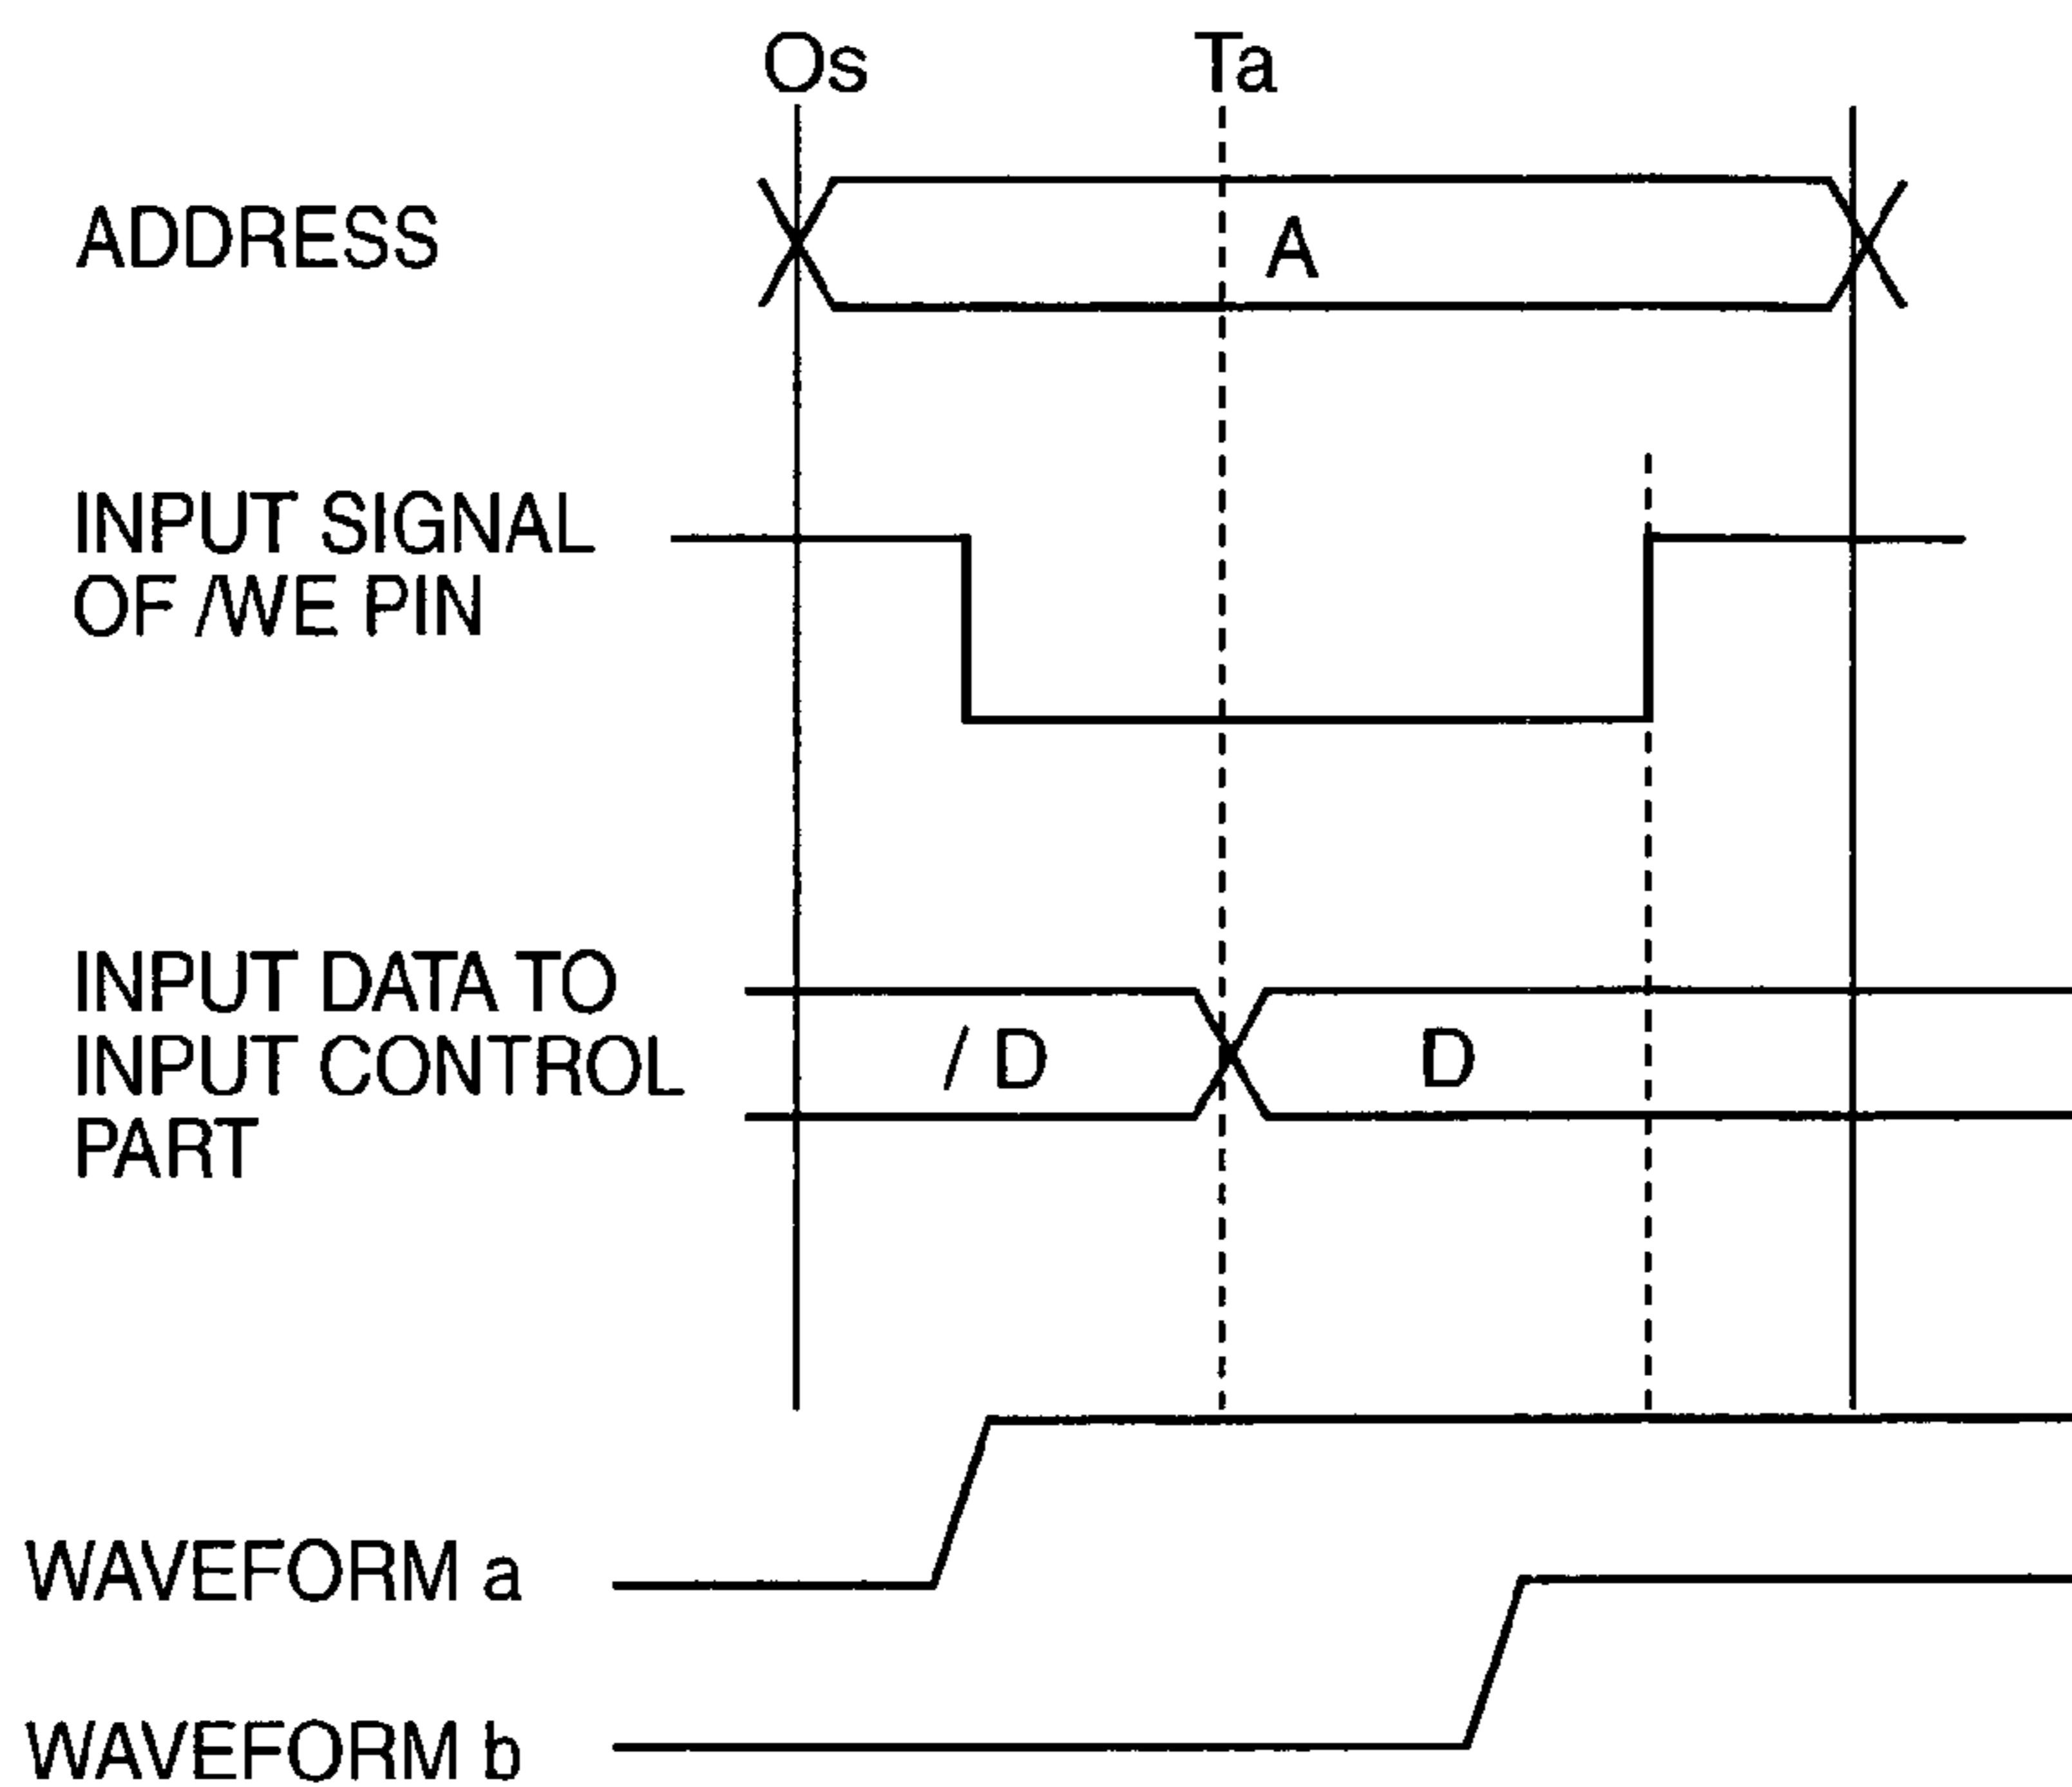 Os
Ta
ADDRESS
A
INPUT SIGNAL
OF /WE PIN
INPUT DATA TO
INPUT CONTROL
PART
/ D
D
WAVEFORM a
WAVEFORM b